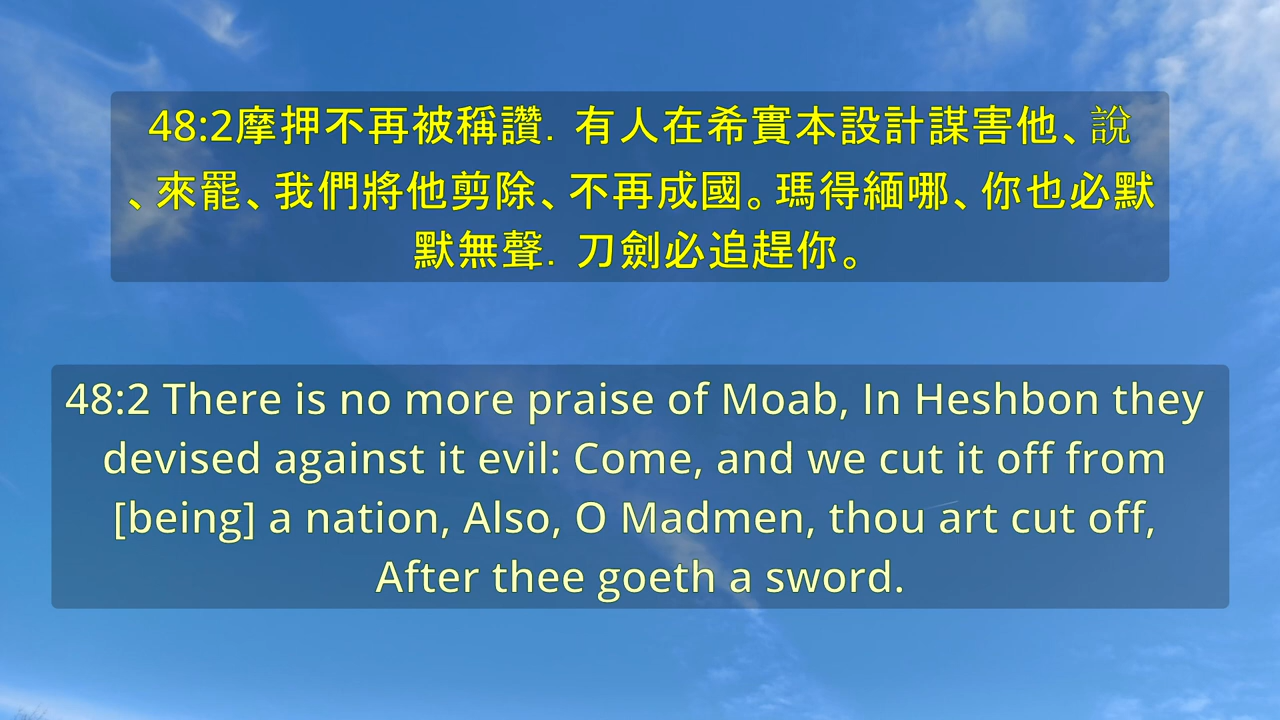 48:2摩押不再被稱讚．有人在希實本設計謀害他、說
、來罷、我們將他剪除、不再成國。瑪得緬哪、你也必默
默無聲．刀劍必追趕你。
48:2 There is no more praise of Moab, In Heshbon they
devised against it evil: Come, and we cut it off from
[being] a nation, Also, O Madmen, thou art cut off,
After thee goeth a sword.